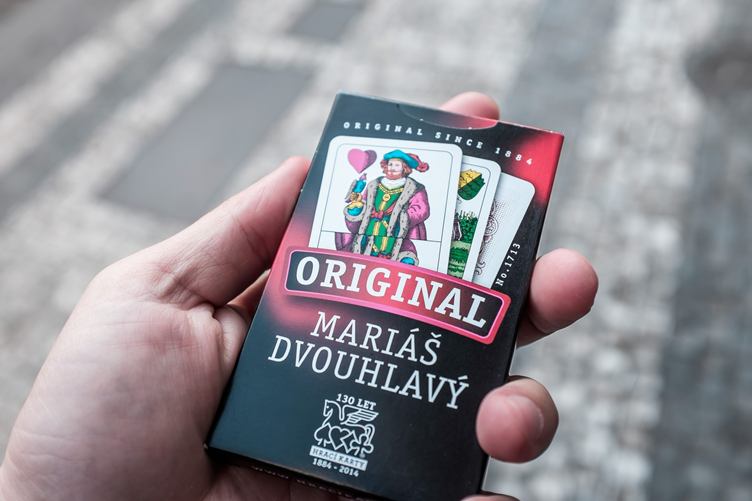 ORIGINAL SINCE 1884
No. 1713
ORIGINAL
MARIÁŠ
DVOUHLAVÝ
130 LET
HRACÍ KARTY
1884 - 2014